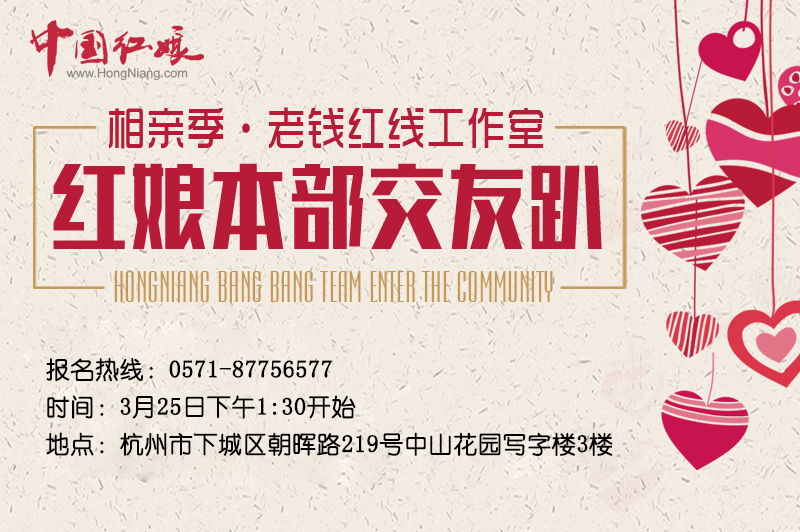 中国红娘
www.HongNiang.com
相亲季·老钱红线工作室
红娘本部交友趴
HONGNIANG BANG BANG TEAM ENTER THE COMMUNITY
报名热线：0571-87756577
时间：3月25日下午1:30开始
地点：杭州市下城区朝晖路219号中山花园写字楼3楼